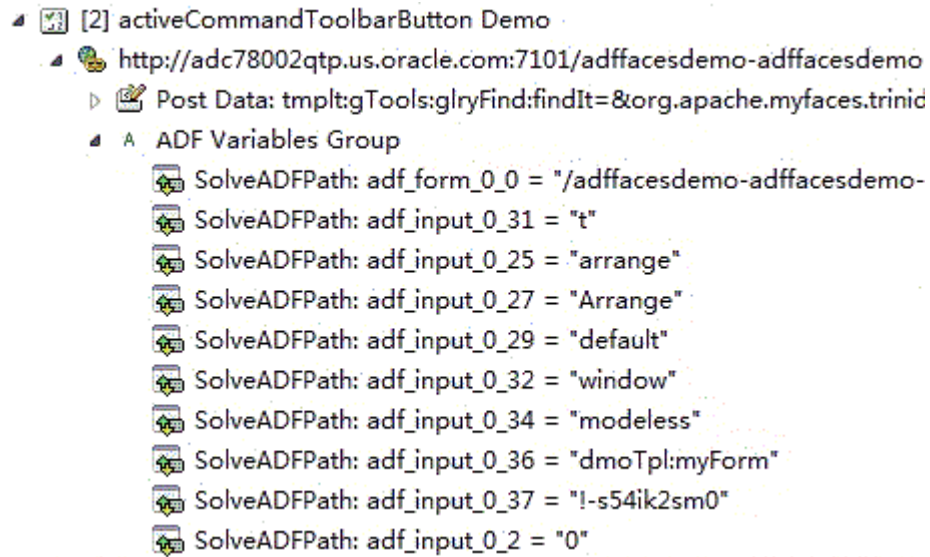 [2] activeCommandToolbarButton Demo
http://adc78002qtp.us.oracle.com:7101/adffacesdemo-adffacesdemo
Post Data: tmplt:gTools:glryFind:findIt=&org.apache.myfaces.trinid
A ADF Variables Group
SolveADFPath: adf_form_0_0 = "/adffacesdemo-adffacesdemo-
SolveADFPath: adf_input_0_31 = "t"
SolveADFPath: adf_input_0_25 = "arrange"
SolveADFPath: adf_input_0_27 = "Arrange"
SolveADFPath: adf_input_0_29 = "default"
SolveADFPath: adf_input_0_32 = "window"
SolveADFPath: adf_input_0_34 = "modeless"
SolveADFPath: adf_input_0_36 = "dmoTpl:myForm"
SolveADFPath: adf_input_0_37 = "!-s54ik2sm0"
SolveADFPath: adf_input_0_2 = "0"